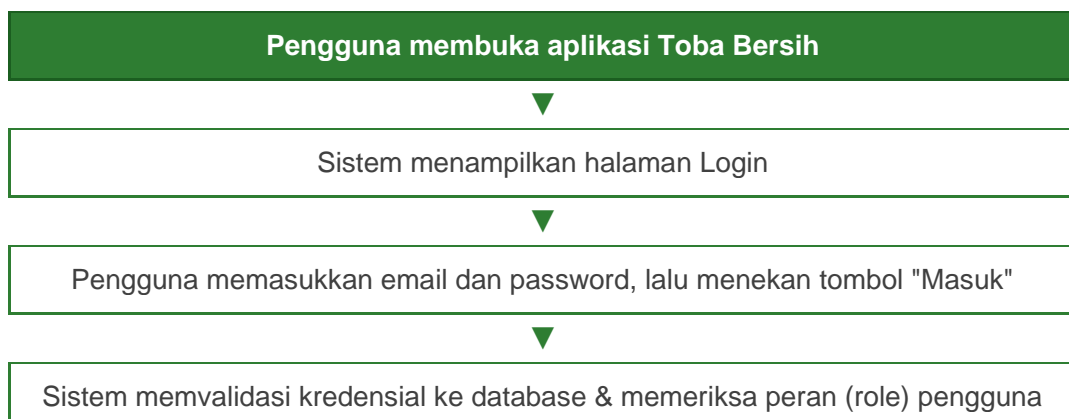 Pengguna membuka aplikasi Toba Bersih
Sistem menampilkan halaman Login
Pengguna memasukkan email dan password, lalu menekan tombol "Masuk"
Sistem memvalidasi kredensial ke database & memeriksa peran (role) pengguna